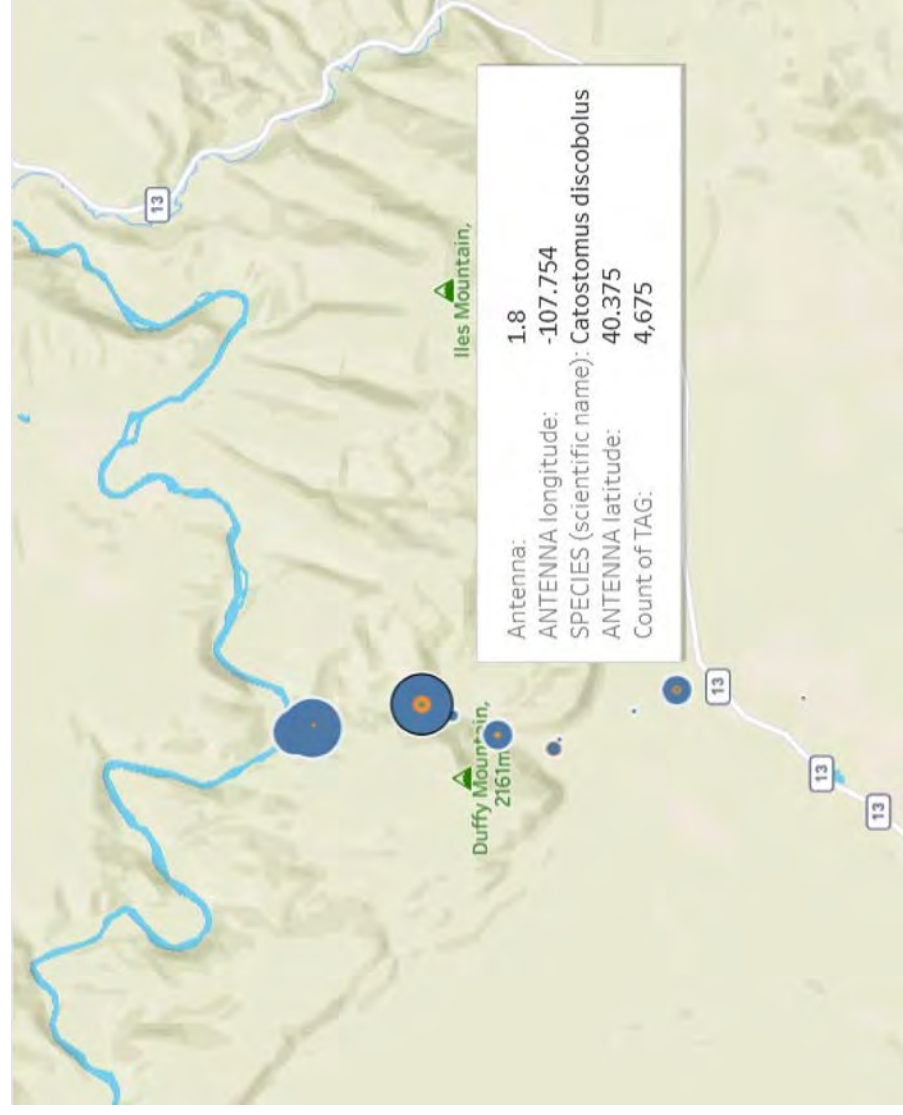 13
Iles Mountain,
Antenna: 1.8
ANTENNA longitude: -107.754
SPECIES (scientific name): Catostomus discobolus
ANTENNA latitude: 40.375
Count of TAG: 4,675
Duffy Mountain,
2161m
13
13
13